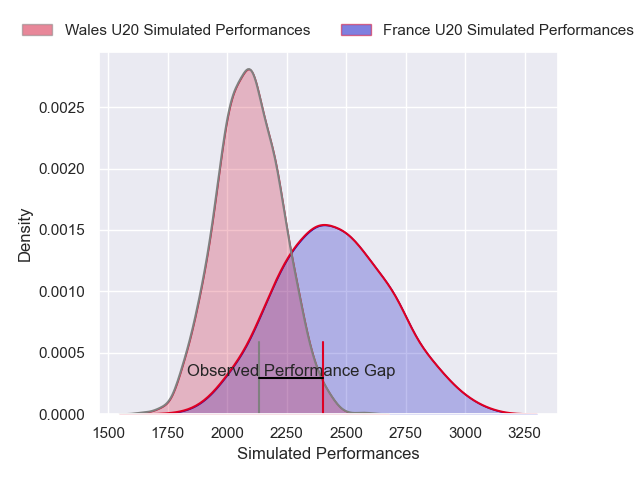 Wales U20 Simulated Performances France U20 Simulated Performances
0.0025
0.0020
0.0015
0.0010
0.0005
0.0000
Density
Observed Performance Gap
1500 1750 2000 2250 2500 2750 3000 3250
Simulated Performances